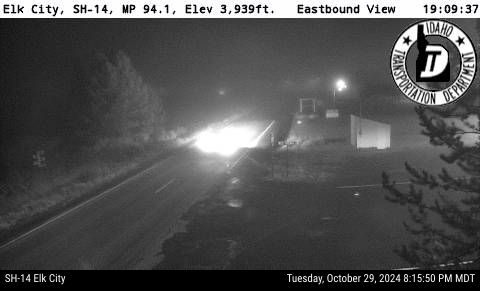 Elk City, SH-14, MP 94.1, Elev 3,939ft. Eastbound View 19:09:37
IDAHO
TRANSPORTATION DEPARTMENT
SH-14 Elk City Tuesday, October 29, 2024 8:15:50 PM MDT